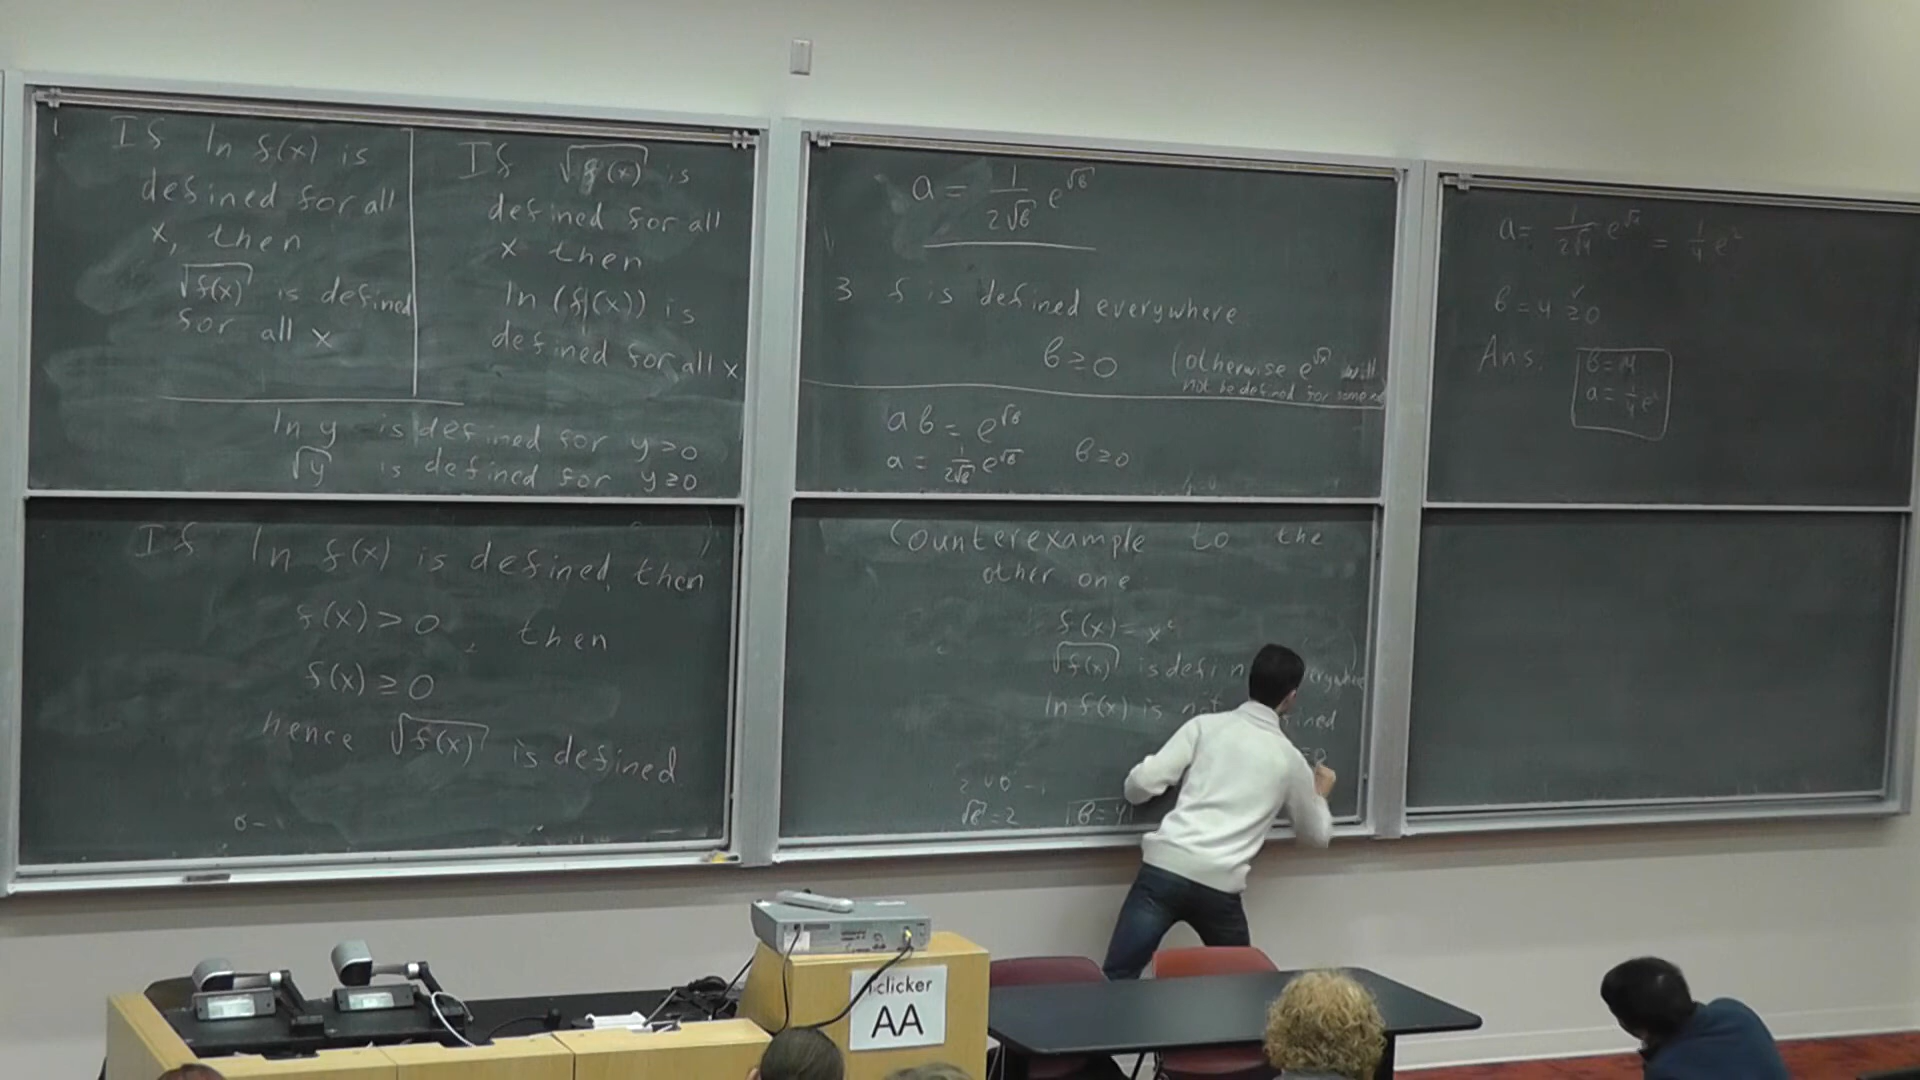 If ln f(x) is
defined for all
x, then
√f(x) is defined
for all x
If √f(x) is
defined for all
x then
ln (f(x)) is
defined for all x
ln y is defined for y>0
√y is defined for y≥0
If ln f(x) is defined, then
f(x) > 0, then
f(x) ≥ 0
hence √f(x) is defined
a = 1/(2√b) e^√b
3 f is defined everywhere
b ≥ 0 (otherwise e^√x will
not be defined for some
ab = e^√b
a = 1/(2√b) e^√b b ≥ 0
Counterexample to the
other one
f(x) = x²
√f(x) is defin erywhere
ln f(x) is not fined
=0
√b = 2 b = 4
a = 1/(2√4) e^√4 = 1/4 e²
b = 4 ≥ 0 ✓
Ans: b = 4
a = 1/4 e²
iclicker
AA